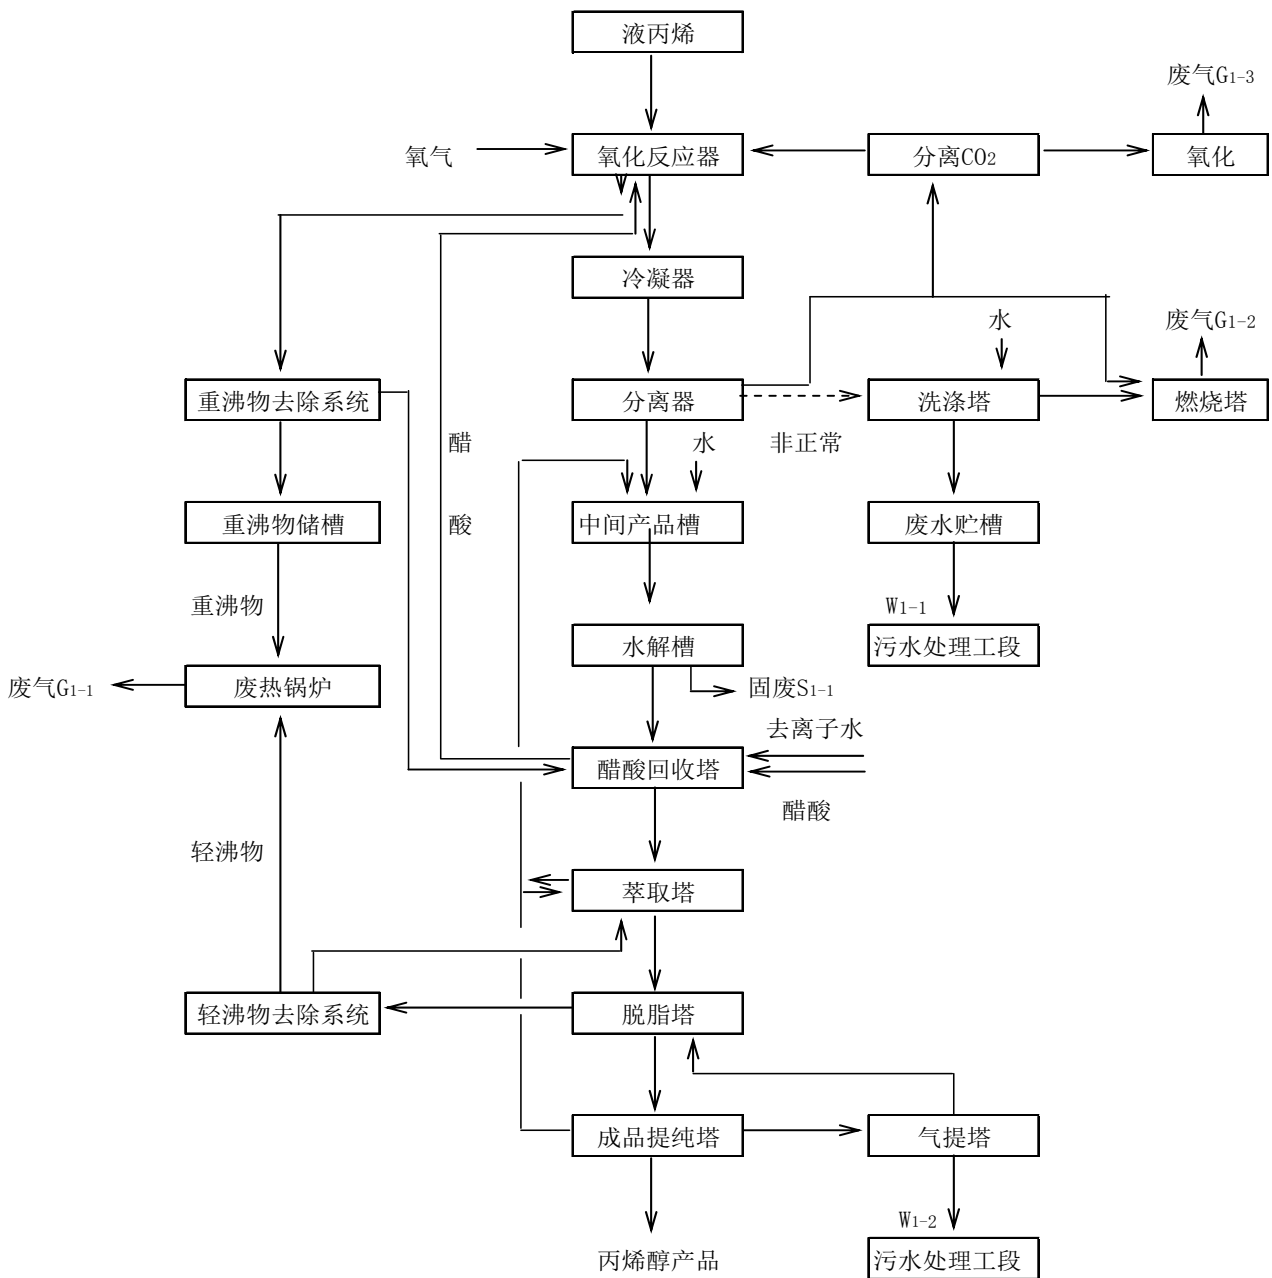 液丙烯
废气G1-3
氧气
氧化反应器
分离CO2
氧化
冷凝器
水
废气G1-2
重沸物去除系统
分离器
洗涤塔
燃烧塔
醋
水
非正常
重沸物储槽
酸
中间产品槽
废水贮槽
重沸物
W1-1
水解槽
污水处理工段
废气G1-1
废热锅炉
固废S1-1
去离子水
醋酸回收塔
醋酸
轻沸物
萃取塔
轻沸物去除系统
脱脂塔
成品提纯塔
气提塔
W1-2
丙烯醇产品
污水处理工段